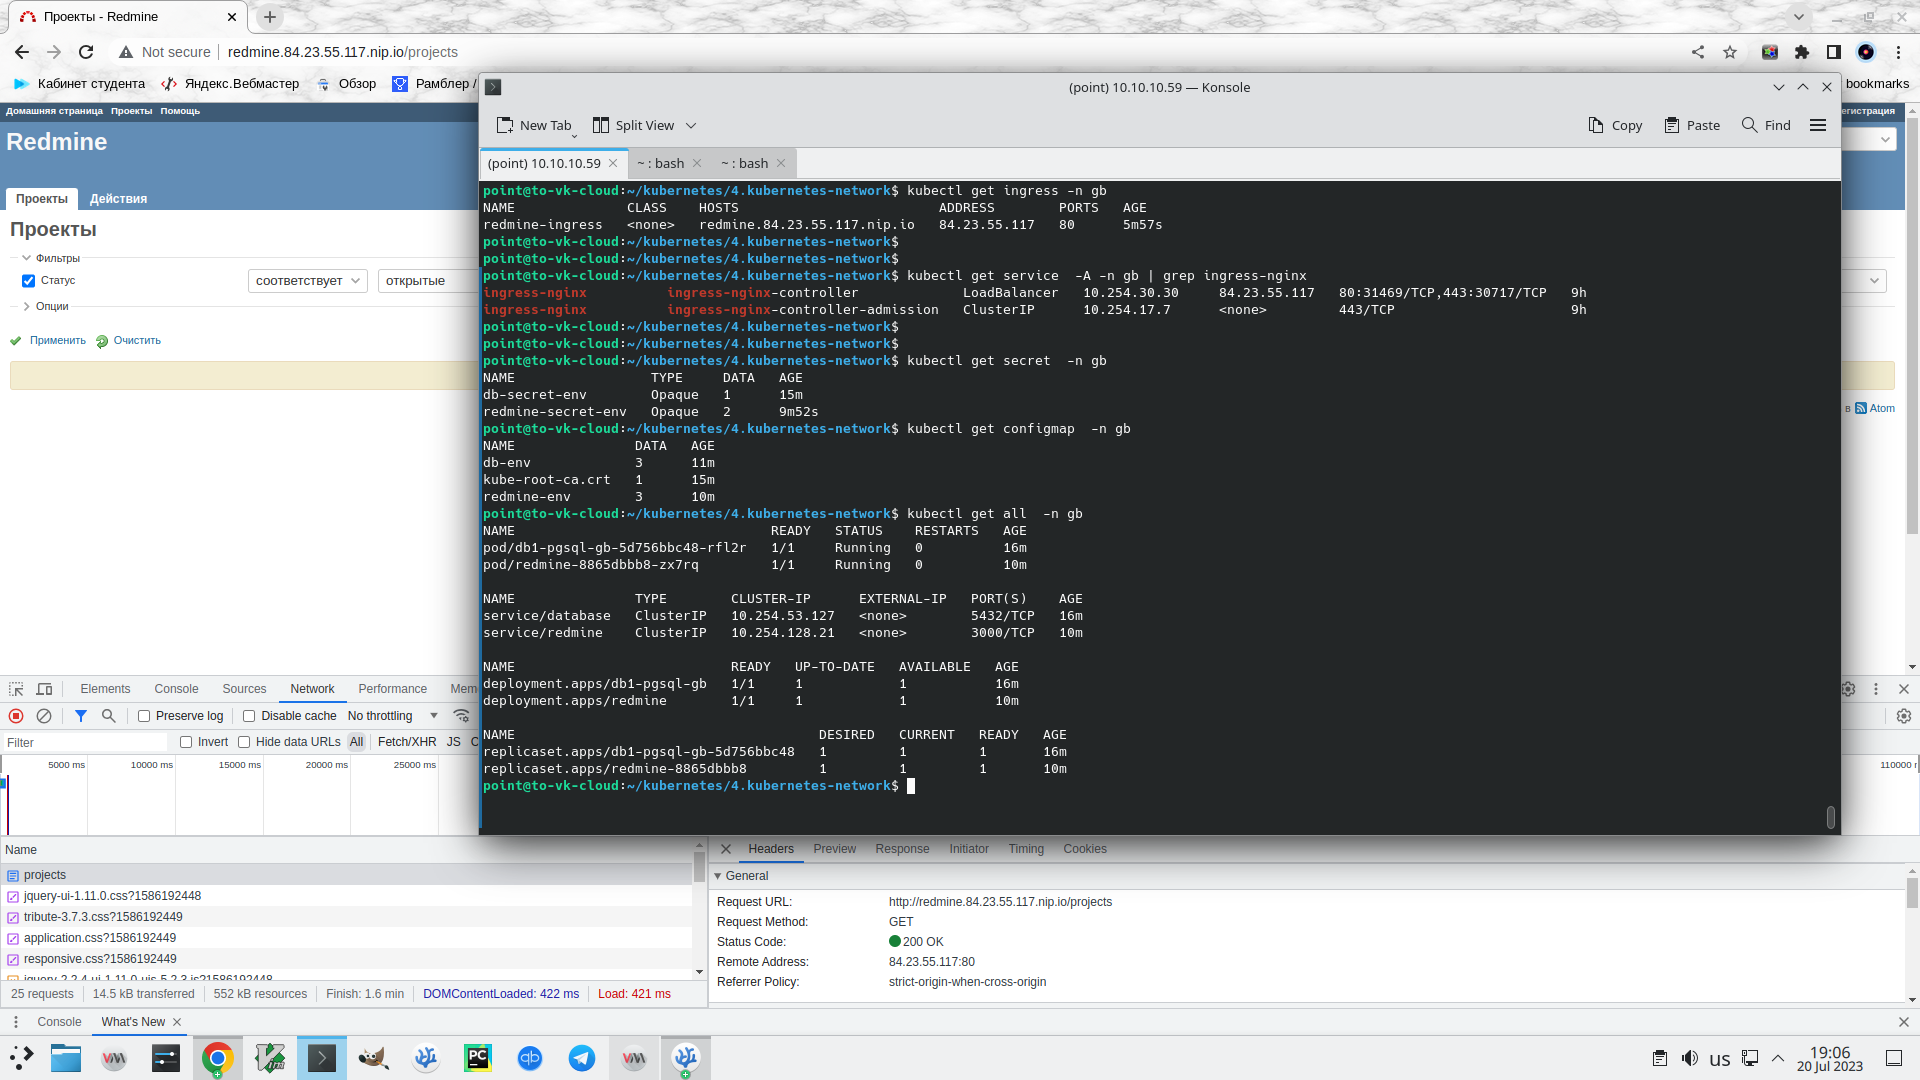 Проекты - Redmine
Not secure
redmine.84.23.55.117.nip.io/projects
Кабинет студента
Яндекс.Вебмастер
Обзор
Рамблер /
bookmarks
Домашняя страница Проекты Помощь
Redmine
Проекты
Действия
Проекты
Фильтры
Статус
соответствует
открытые
Опции
Применить
Очистить
Atom
(point) 10.10.10.59 — Konsole
New Tab
Split View
Copy
Paste
Find
(point) 10.10.10.59
~ : bash
~ : bash
point@to-vk-cloud:~/kubernetes/4.kubernetes-network$ kubectl get ingress -n gb
NAME CLASS HOSTS ADDRESS PORTS AGE
redmine-ingress <none> redmine.84.23.55.117.nip.io 84.23.55.117 80 5m57s
point@to-vk-cloud:~/kubernetes/4.kubernetes-network$
point@to-vk-cloud:~/kubernetes/4.kubernetes-network$
point@to-vk-cloud:~/kubernetes/4.kubernetes-network$ kubectl get service -A -n gb | grep ingress-nginx
ingress-nginx ingress-nginx-controller LoadBalancer 10.254.30.30 84.23.55.117 80:31469/TCP,443:30717/TCP 9h
ingress-nginx ingress-nginx-controller-admission ClusterIP 10.254.17.7 <none> 443/TCP 9h
point@to-vk-cloud:~/kubernetes/4.kubernetes-network$
point@to-vk-cloud:~/kubernetes/4.kubernetes-network$
point@to-vk-cloud:~/kubernetes/4.kubernetes-network$ kubectl get secret -n gb
NAME TYPE DATA AGE
db-secret-env Opaque 1 15m
redmine-secret-env Opaque 2 9m52s
point@to-vk-cloud:~/kubernetes/4.kubernetes-network$ kubectl get configmap -n gb
NAME DATA AGE
db-env 3 11m
kube-root-ca.crt 1 15m
redmine-env 3 10m
point@to-vk-cloud:~/kubernetes/4.kubernetes-network$ kubectl get all -n gb
NAME READY STATUS RESTARTS AGE
pod/db1-pgsql-gb-5d756bbc48-rfl2r 1/1 Running 0 16m
pod/redmine-8865dbbb8-zx7rq 1/1 Running 0 10m
NAME TYPE CLUSTER-IP EXTERNAL-IP PORT(S) AGE
service/database ClusterIP 10.254.53.127 <none> 5432/TCP 16m
service/redmine ClusterIP 10.254.128.21 <none> 3000/TCP 10m
NAME READY UP-TO-DATE AVAILABLE AGE
deployment.apps/db1-pgsql-gb 1/1 1 1 16m
deployment.apps/redmine 1/1 1 1 10m
NAME DESIRED CURRENT READY AGE
replicaset.apps/db1-pgsql-gb-5d756bbc48 1 1 1 16m
replicaset.apps/redmine-8865dbbb8 1 1 1 10m
point@to-vk-cloud:~/kubernetes/4.kubernetes-network$
Elements Console Sources Network Performance Mem
Preserve log Disable cache No throttling
Filter Invert Hide data URLs All Fetch/XHR JS
5000 ms 10000 ms 15000 ms 20000 ms 25000 ms 110000
Name
projects
jquery-ui-1.11.0.css?1586192448
tribute-3.7.3.css?1586192449
application.css?1586192449
responsive.css?1586192449
jquery-2.2.4-ui-1.11.0-ujs-5.2.3.js?1586192448
25 requests 14.5 kB transferred 552 kB resources Finish: 1.6 min DOMContentLoaded: 422 ms Load: 421 ms
Headers Preview Response Initiator Timing Cookies
General
Request URL: http://redmine.84.23.55.117.nip.io/projects
Request Method: GET
Status Code: 200 OK
Remote Address: 84.23.55.117:80
Referrer Policy: strict-origin-when-cross-origin
Console What's New
us
19:06
20 Jul 2023